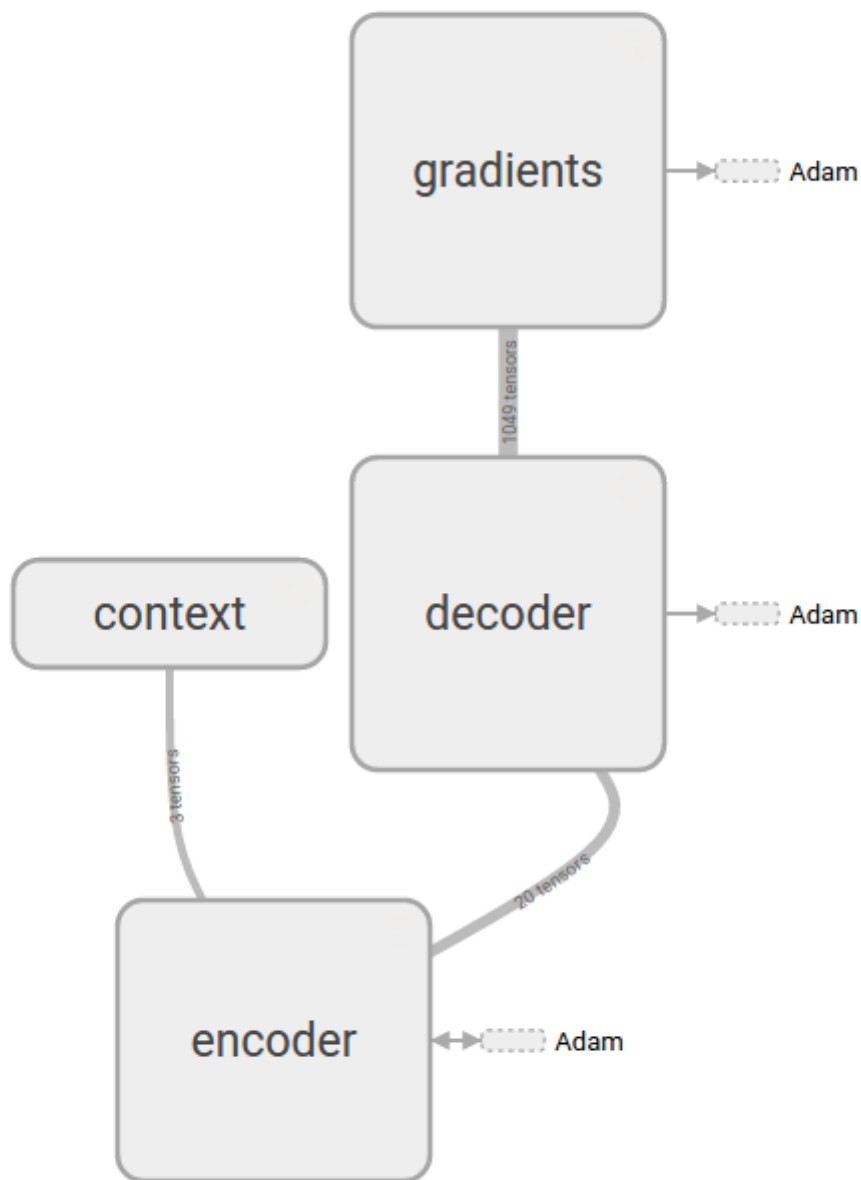 gradients
Adam
1049 tensors
decoder
Adam
context
3 tensors
20 tensors
encoder
Adam